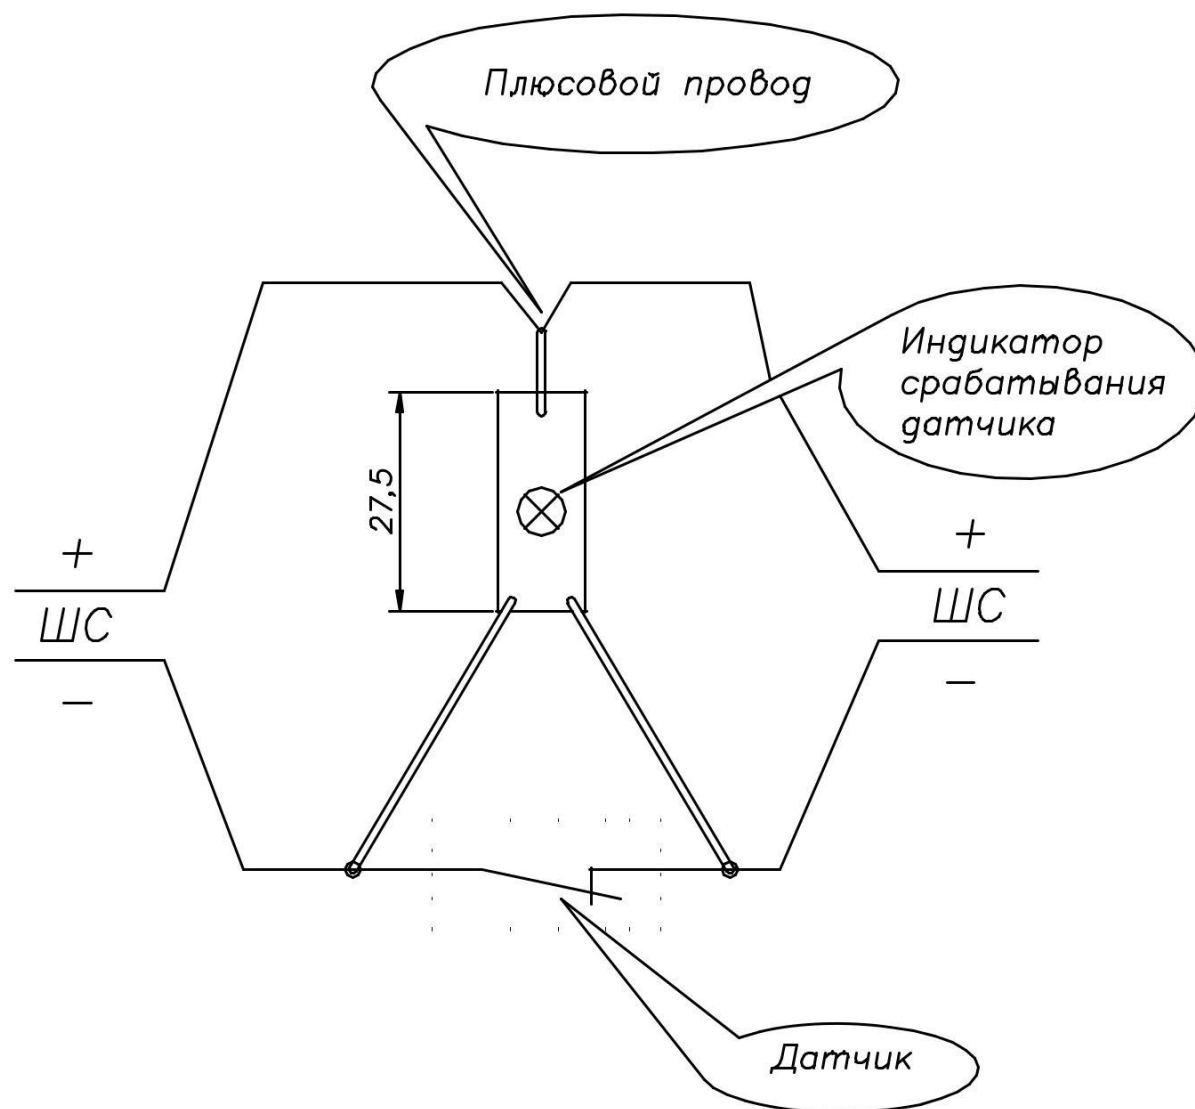 Плюсовой провод
Индикатор
срабатывания
датчика
27,5
+
ШС
−
+
ШС
−
Датчик